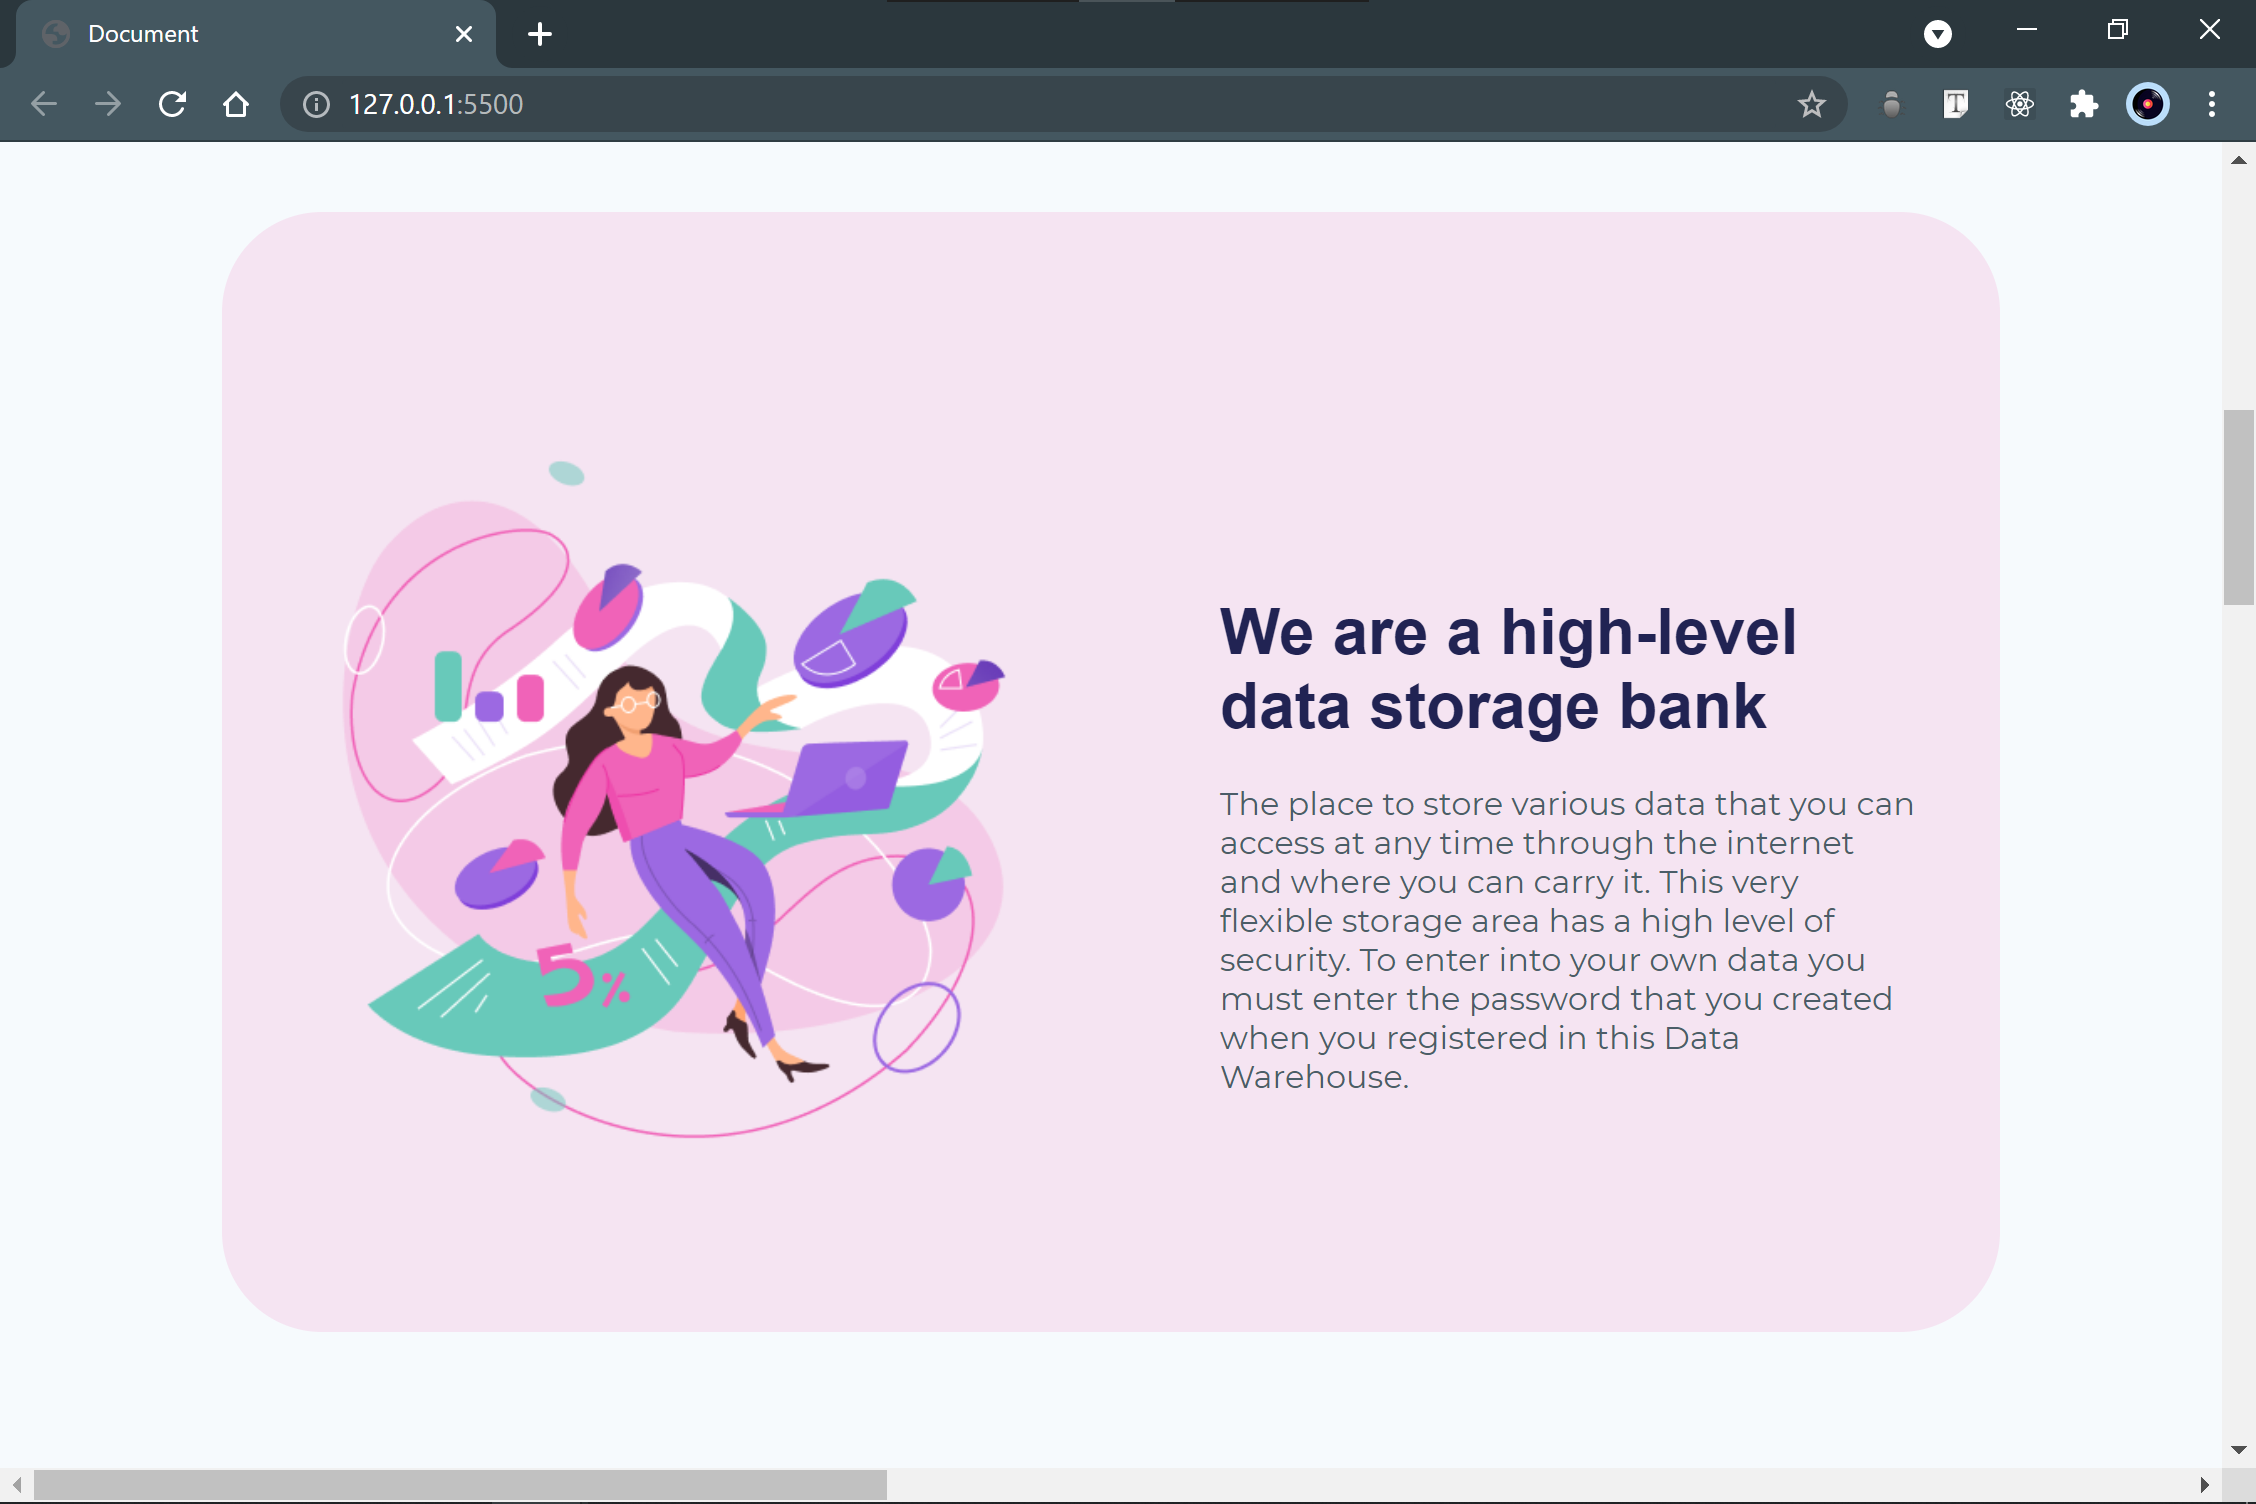 Document
127.0.0.1:5500
We are a high-level
data storage bank
The place to store various data that you can
access at any time through the internet
and where you can carry it. This very
flexible storage area has a high level of
security. To enter into your own data you
must enter the password that you created
when you registered in this Data
Warehouse.
5%